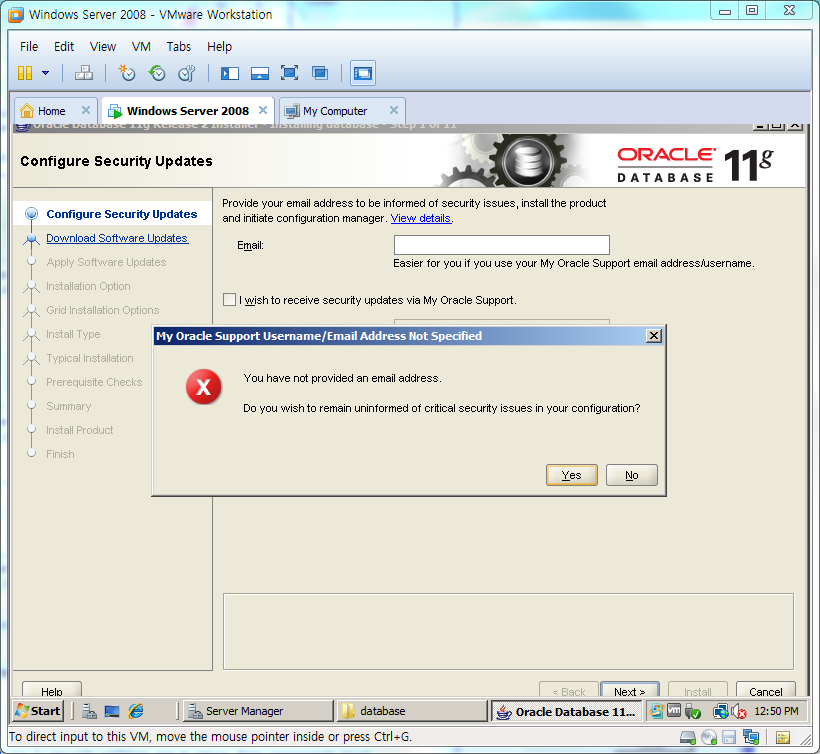 Windows Server 2008 - VMware Workstation
File Edit View VM Tabs Help
Home Windows Server 2008 My Computer
Oracle Database 11g Release 2 Installer - Installing database - Step 1 of 11
Configure Security Updates
ORACLE
DATABASE 11g
Configure Security Updates
Download Software Updates
Apply Software Updates
Installation Option
Grid Installation Options
Install Type
Typical Installation
Prerequisite Checks
Summary
Install Product
Finish
Provide your email address to be informed of security issues, install the product
and initiate configuration manager. View details.
Email:
Easier for you if you use your My Oracle Support email address/username.
I wish to receive security updates via My Oracle Support.
My Oracle Support Username/Email Address Not Specified
You have not provided an email address.
Do you wish to remain uninformed of critical security issues in your configuration?
Yes No
Help < Back Next > Install Cancel
Start Server Manager database Oracle Database 11... vm 12:50 PM
To direct input to this VM, move the mouse pointer inside or press Ctrl+G.